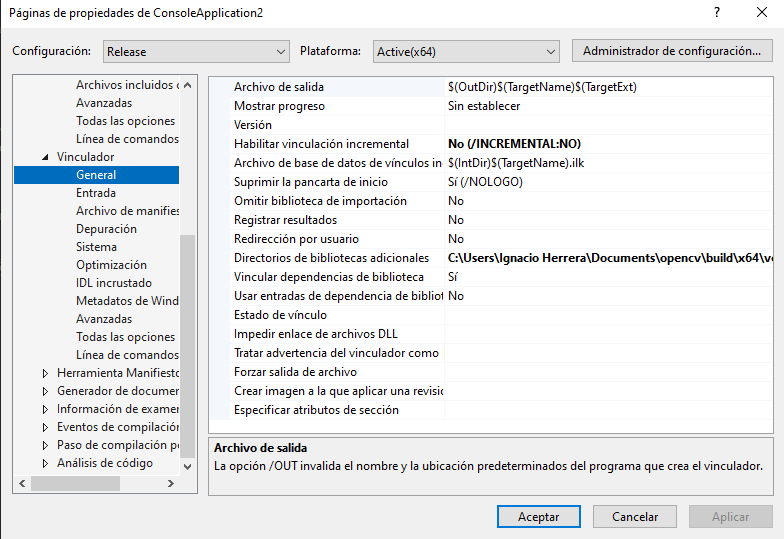 Páginas de propiedades de ConsoleApplication2
?
Configuración: Release Plataforma: Active(x64) Administrador de configuración...
Archivos incluidos
Avanzadas
Todas las opciones
Línea de comandos
Vinculador
General
Entrada
Archivo de manifies
Depuración
Sistema
Optimización
IDL incrustado
Metadatos de Wind
Avanzadas
Todas las opciones
Línea de comandos
Herramienta Manifiesto
Generador de documen
Información de examen
Eventos de compilación
Paso de compilación pe
Análisis de código
Archivo de salida $(OutDir)$(TargetName)$(TargetExt)
Mostrar progreso Sin establecer
Versión
Habilitar vinculación incremental No (/INCREMENTAL:NO)
Archivo de base de datos de vínculos in $(IntDir)$(TargetName).ilk
Suprimir la pancarta de inicio Sí (/NOLOGO)
Omitir biblioteca de importación No
Registrar resultados No
Redirección por usuario No
Directorios de bibliotecas adicionales C:\Users\Ignacio Herrera\Documents\opencv\build\x64\v
Vincular dependencias de biblioteca Sí
Usar entradas de dependencia de bibliot No
Estado de vínculo
Impedir enlace de archivos DLL
Tratar advertencia del vinculador como
Forzar salida de archivo
Crear imagen a la que aplicar una revisi
Especificar atributos de sección
Archivo de salida
La opción /OUT invalida el nombre y la ubicación predeterminados del programa que crea el vinculador.
Aceptar Cancelar Aplicar